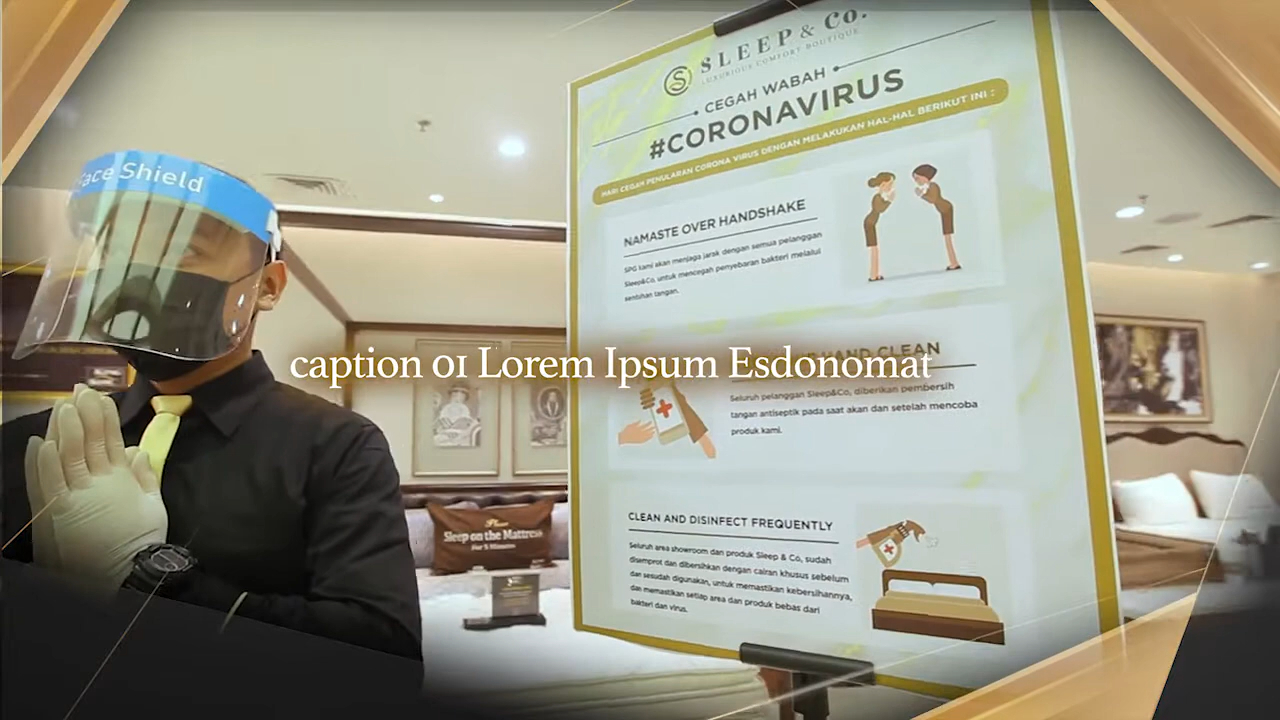 SLEEP & Co.
LUXURIOUS COMFORT BOUTIQUE
CEGAH WABAH
#CORONAVIRUS
MARI CEGAH PENULARAN CORONA VIRUS DENGAN MELAKUKAN HAL-HAL BERIKUT INI :
Face Shield
NAMASTE OVER HANDSHAKE
SPG kami akan menjaga jarak dengan semua pelanggan
Sleep&Co, untuk mencegah penyebaran bakteri melalui
sentuhan tangan.
caption 01 Lorem Ipsum Esdonomat
HAND CLEAN
Seluruh pelanggan Sleep&Co, diberikan pembersih
tangan antiseptik pada saat akan dan setelah mencoba
produk kami.
Please
Sleep on the Mattress
For 5 Minutes
CLEAN AND DISINFECT FREQUENTLY
Seluruh area showroom dan produk Sleep & Co, sudah
disemprot dan dibersihkan dengan cairan khusus sebelum
dan sesudah digunakan, untuk memastikan kebersihannya,
dan memastikan setiap area dan produk bebas dari
bakteri dan virus.